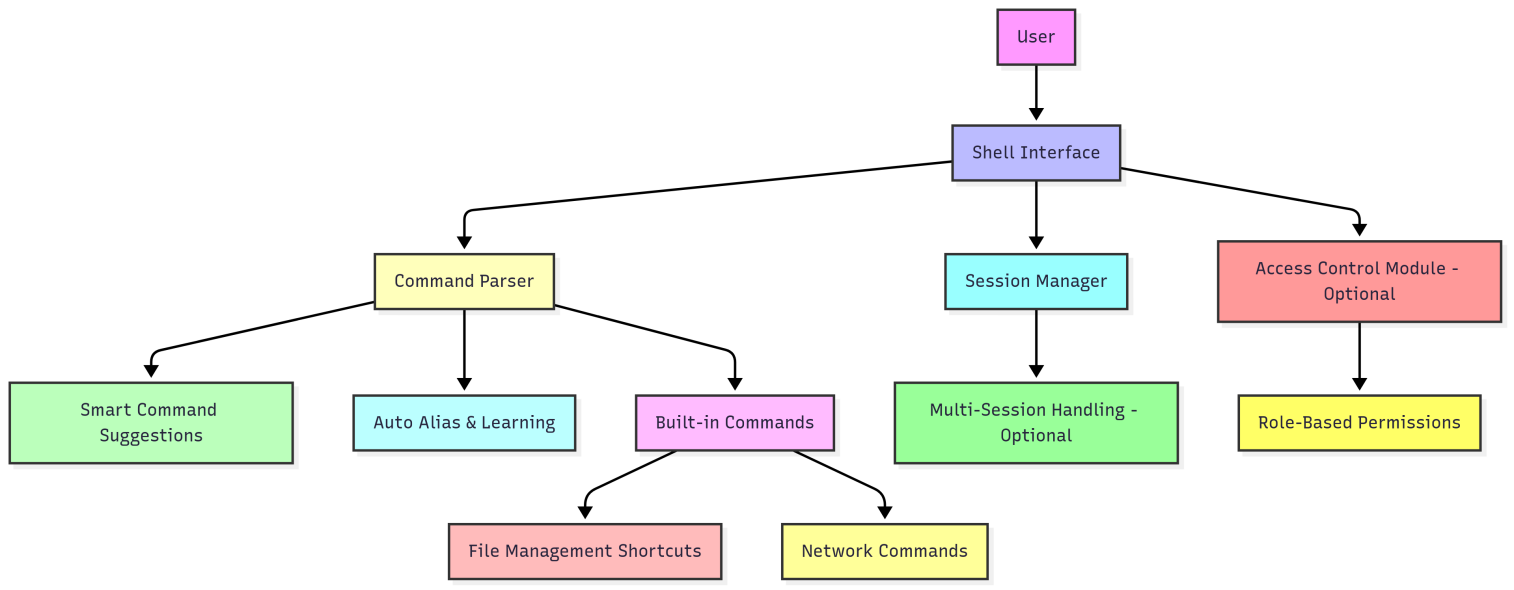 User
Shell Interface
Command Parser
Session Manager
Access Control Module -
Optional
Smart Command
Suggestions
Auto Alias & Learning
Built-in Commands
Multi-Session Handling -
Optional
Role-Based Permissions
File Management Shortcuts
Network Commands